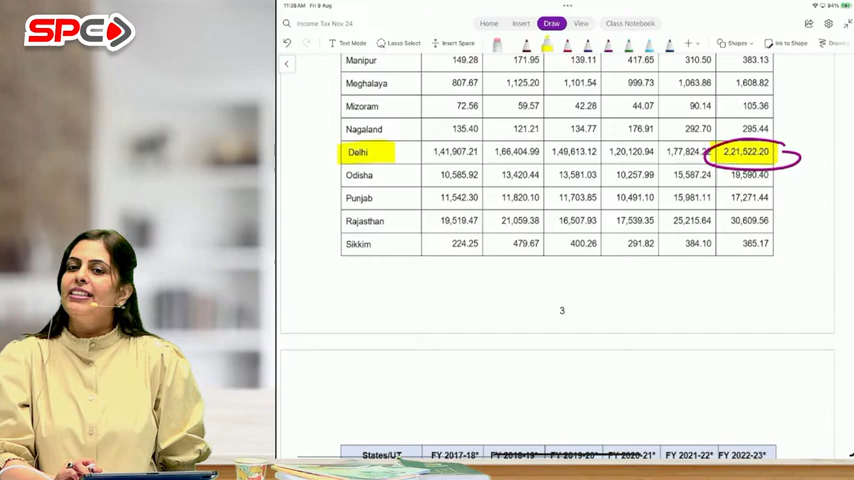 11:39 AM Fri 9 Aug
94%
SPC
Income Tax Nov 24
Home Insert Draw View Class Notebook
Text Mode Lasso Select Insert Space Shapes Ink to Shape Drawing
Manipur 149.28 171.95 139.11 417.65 310.50 383.13
Meghalaya 807.67 1,125.20 1,101.54 999.73 1,063.86 1,608.82
Mizoram 72.56 59.57 42.28 44.07 90.14 105.36
Nagaland 135.40 121.21 134.77 176.91 292.70 295.44
Delhi 1,41,907.21 1,66,404.99 1,49,613.12 1,20,120.94 2,21,522.20
Odisha 10,585.92 13,420.44 13,581.03 10,257.99 15,587.24 19,590.40
Punjab 11,542.30 11,820.10 11,703.85 10,491.10 15,981.11 17,271.44
Rajasthan 19,519.47 21,059.38 16,507.93 17,539.35 25,215.64 30,609.56
Sikkim 224.25 479.67 400.26 291.82 384.10 365.17
3
States/UT FY 2017-18* FY 2018-19* FY 2019-20* FY 2020-21* FY 2021-22* FY 2022-23*